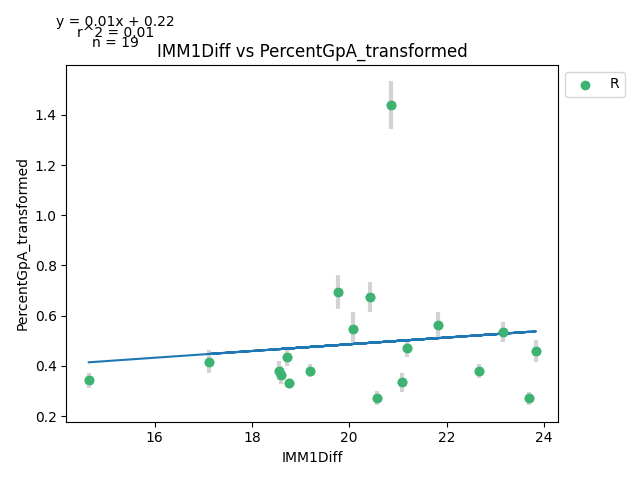 y = 0.01x + 0.22
r^2 = 0.01
n = 19
IMM1Diff vs PercentGpA_transformed
R
PercentGpA_transformed
1.4
1.2
1.0
0.8
0.6
0.4
0.2
16 18 20 22 24
IMM1Diff